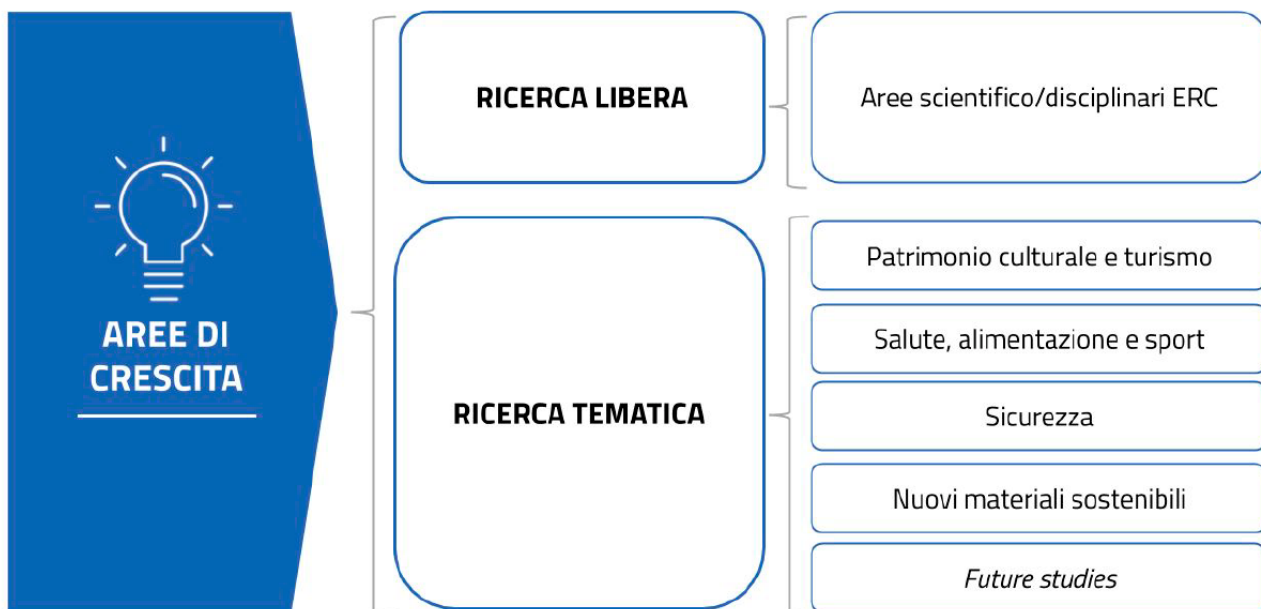 AREE DI
CRESCITA
RICERCA LIBERA
Aree scientifico/disciplinari ERC
RICERCA TEMATICA
Patrimonio culturale e turismo
Salute, alimentazione e sport
Sicurezza
Nuovi materiali sostenibili
Future studies